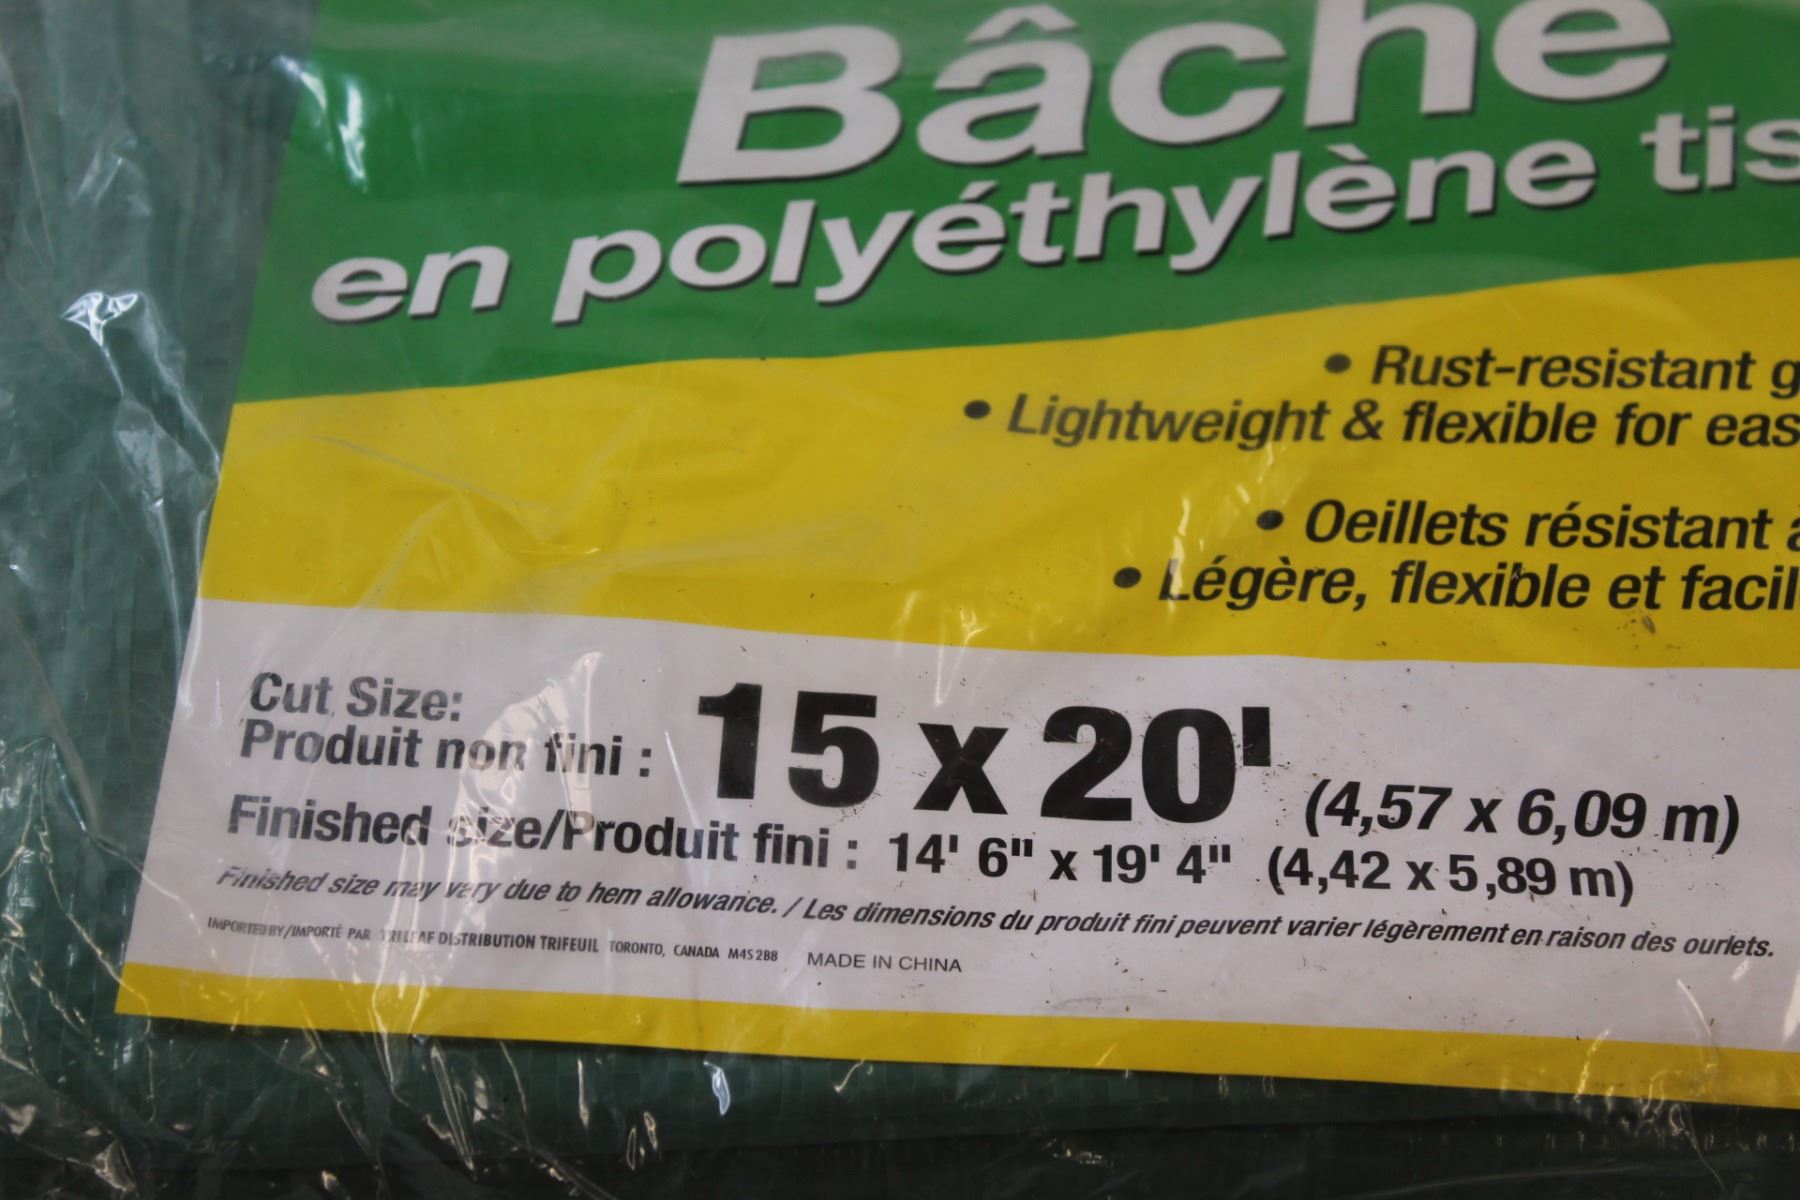 Bâche
en polyéthylène tis
• Rust-resistant g
• Lightweight & flexible for eas
• Oeillets résistant à
• Légère, flexible et facil
Cut Size:
Produit non fini : 15 x 20' (4,57 x 6,09 m)
Finished size/Produit fini : 14' 6" x 19' 4" (4,42 x 5,89 m)
Finished size may vary due to hem allowance. / Les dimensions du produit fini peuvent varier légèrement en raison des ourlets.
IMPORTED BY/IMPORTÉ PAR TRILEAF DISTRIBUTION TRIFEUIL TORONTO, CANADA M4S 2B8 MADE IN CHINA